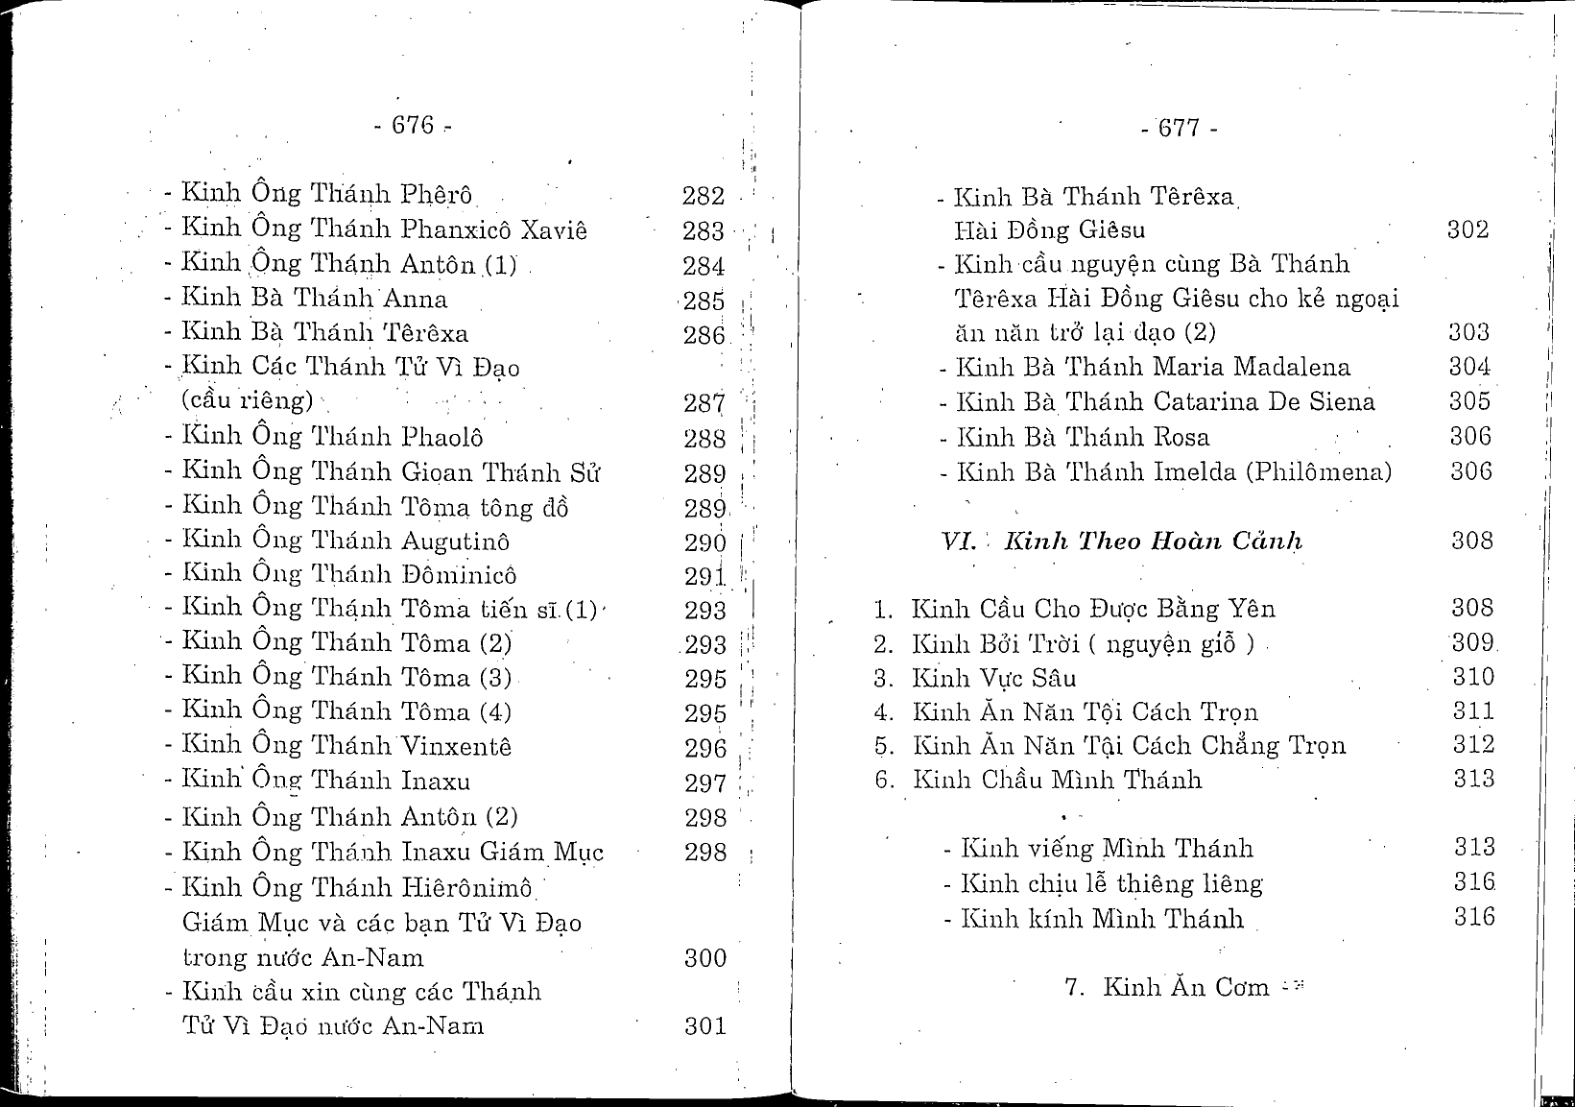 - 676 -
- Kinh Ông Thánh Phêrô 282
- Kinh Ông Thánh Phanxicô Xaviê 283
- Kinh Ông Thánh Antôn (1) 284
- Kinh Bà Thánh Anna 285
- Kinh Bà Thánh Têrêxa 286
- Kinh Các Thánh Tử Vì Đạo
(cầu riêng) 287
- Kinh Ông Thánh Phaolô 288
- Kinh Ông Thánh Gioan Thánh Sử 289
- Kinh Ông Thánh Tôma tông đồ 289
- Kinh Ông Thánh Augutinô 290
- Kinh Ông Thánh Đôminicô 291
- Kinh Ông Thánh Tôma tiến sĩ (1) 293
- Kinh Ông Thánh Tôma (2) 293
- Kinh Ông Thánh Tôma (3) 295
- Kinh Ông Thánh Tôma (4) 295
- Kinh Ông Thánh Vinxentê 296
- Kinh Ông Thánh Inaxu 297
- Kinh Ông Thánh Antôn (2) 298
- Kinh Ông Thánh Inaxu Giám Mục 298
- Kinh Ông Thánh Hiêrônimô
Giám Mục và các bạn Tử Vì Đạo
trong nước An-Nam 300
- Kinh cầu xin cùng các Thánh
Tử Vì Đạo nước An-Nam 301
- 677 -
- Kinh Bà Thánh Têrêxa
Hài Đồng Giêsu 302
- Kinh cầu nguyện cùng Bà Thánh
Têrêxa Hài Đồng Giêsu cho kẻ ngoại
ăn năn trở lại đạo (2) 303
- Kinh Bà Thánh Maria Madalena 304
- Kinh Bà Thánh Catarina De Siena 305
- Kinh Bà Thánh Rosa 306
- Kinh Bà Thánh Imelda (Philômena) 306
VI. Kinh Theo Hoàn Cảnh 308
1. Kinh Cầu Cho Được Bằng Yên 308
2. Kinh Bởi Trời ( nguyện giỗ ) 309
3. Kinh Vực Sâu 310
4. Kinh Ăn Năn Tội Cách Trọn 311
5. Kinh Ăn Năn Tậi Cách Chẳng Trọn 312
6. Kinh Chầu Mình Thánh 313
- Kinh viếng Mình Thánh 313
- Kinh chịu lễ thiêng liêng 316
- Kinh kính Mình Thánh 316
7. Kinh Ăn Cơm